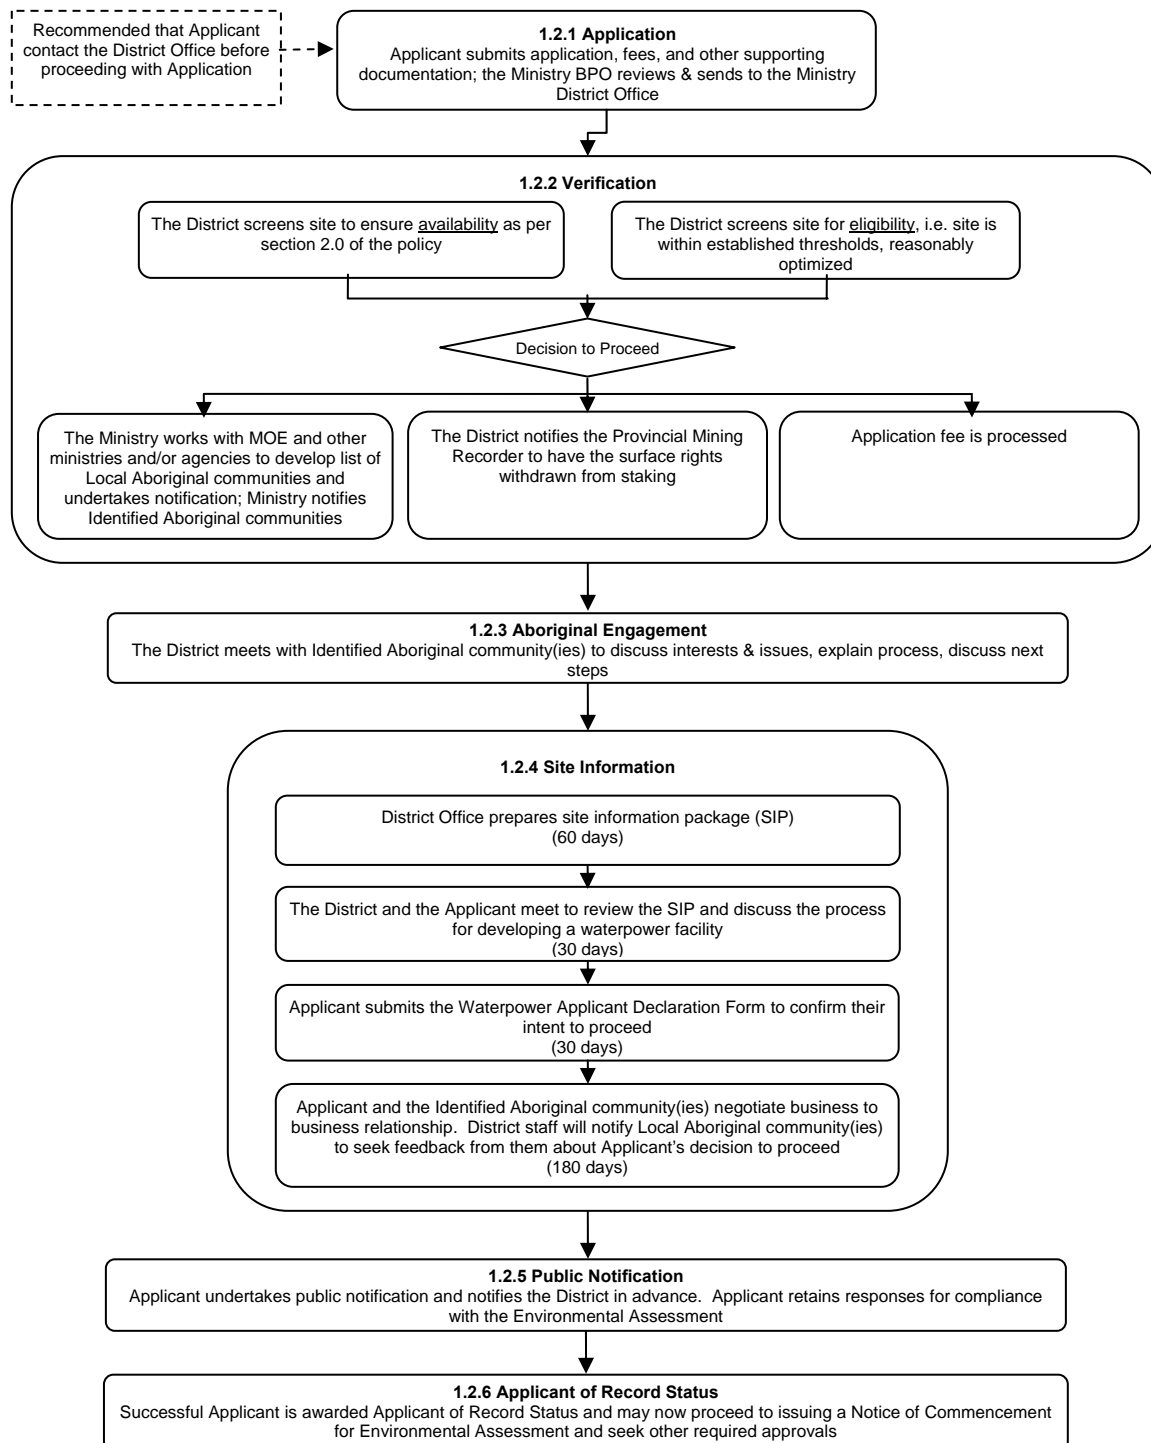 Recommended that Applicant
contact the District Office before
proceeding with Application
1.2.1 Application
Applicant submits application, fees, and other supporting
documentation; the Ministry BPO reviews & sends to the Ministry
District Office
1.2.2 Verification
The District screens site to ensure availability as per
section 2.0 of the policy
The District screens site for eligibility, i.e. site is
within established thresholds, reasonably
optimized
Decision to Proceed
The Ministry works with MOE and other
ministries and/or agencies to develop list of
Local Aboriginal communities and
undertakes notification; Ministry notifies
Identified Aboriginal communities
The District notifies the Provincial Mining
Recorder to have the surface rights
withdrawn from staking
Application fee is processed
1.2.3 Aboriginal Engagement
The District meets with Identified Aboriginal community(ies) to discuss interests & issues, explain process, discuss next
steps
1.2.4 Site Information
District Office prepares site information package (SIP)
(60 days)
The District and the Applicant meet to review the SIP and discuss the process
for developing a waterpower facility
(30 days)
Applicant submits the Waterpower Applicant Declaration Form to confirm their
intent to proceed
(30 days)
Applicant and the Identified Aboriginal community(ies) negotiate business to
business relationship.  District staff will notify Local Aboriginal community(ies)
to seek feedback from them about Applicant's decision to proceed
(180 days)
1.2.5 Public Notification
Applicant undertakes public notification and notifies the District in advance.  Applicant retains responses for compliance
with the Environmental Assessment
1.2.6 Applicant of Record Status
Successful Applicant is awarded Applicant of Record Status and may now proceed to issuing a Notice of Commencement
for Environmental Assessment and seek other required approvals